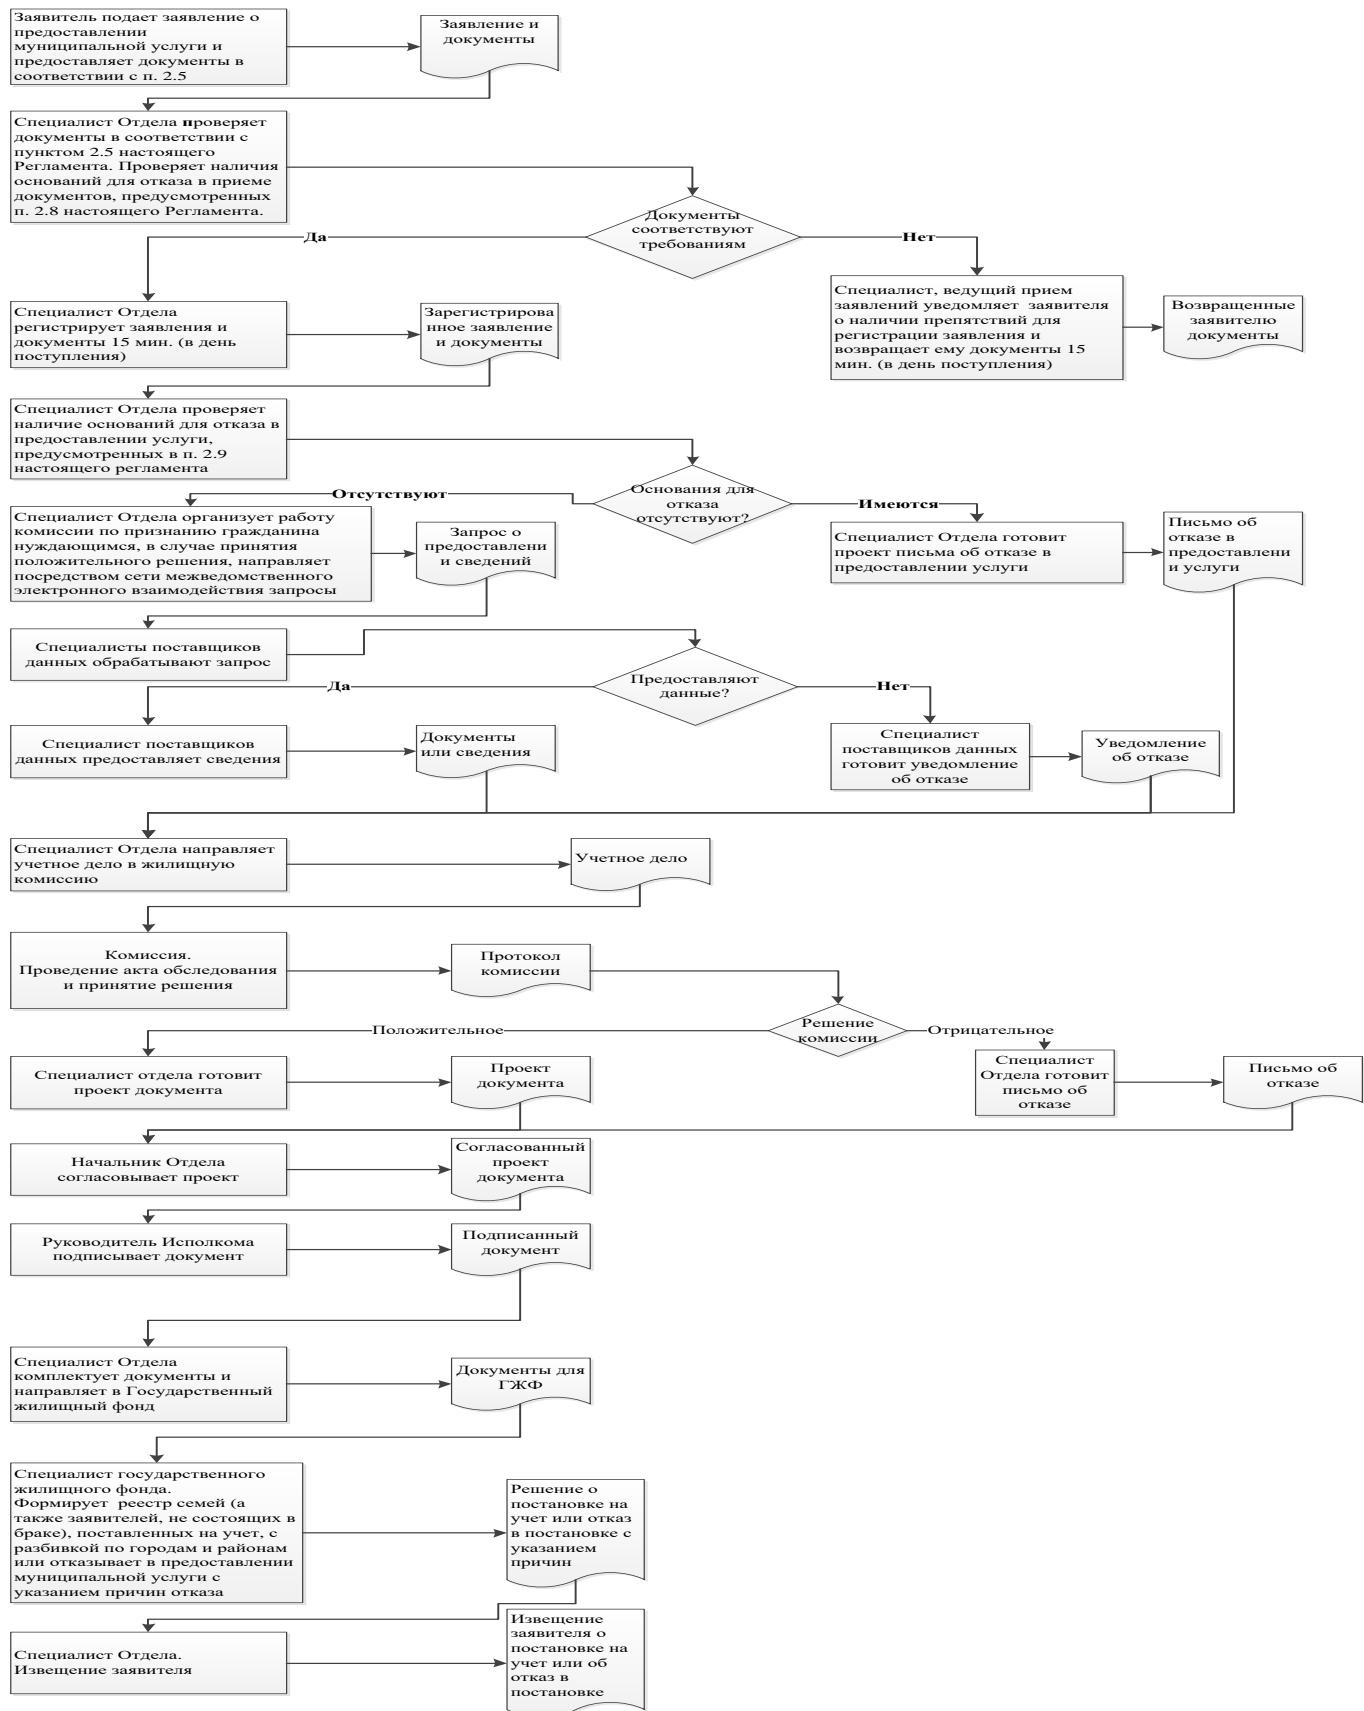 Заявитель подает заявление о
предоставлении
муниципальной услуги и
предоставляет документы в
соответствии с п. 2.5
Заявление и
документы
Специалист Отдела проверяет
документы в соответствии с
пунктом 2.5 настоящего
Регламента. Проверяет наличия
оснований для отказа в приеме
документов, предусмотренных
п. 2.8 настоящего Регламента.
Документы
соответствуют
требованиям
Да
Нет
Специалист Отдела
регистрирует заявления и
документы 15 мин. (в день
поступления)
Зарегистрирова
нное заявление
и документы
Специалист, ведущий прием
заявлений уведомляет заявителя
о наличии препятствий для
регистрации заявления и
возвращает ему документы 15
мин. (в день поступления)
Возвращенные
заявителю
документы
Специалист Отдела проверяет
наличие оснований для отказа в
предоставлении услуги,
предусмотренных в п. 2.9
настоящего регламента
Основания для
отказа
отсутствуют?
Отсутствуют
Имеются
Специалист Отдела организует работу
комиссии по признанию гражданина
нуждающимся, в случае принятия
положительного решения, направляет
посредством сети межведомственного
электронного взаимодействия запросы
Запрос о
предоставлени
и сведений
Специалист Отдела готовит
проект письма об отказе в
предоставлении услуги
Письмо об
отказе в
предоставлени
и услуги
Специалисты поставщиков
данных обрабатывают запрос
Предоставляют
данные?
Да
Нет
Специалист поставщиков
данных предоставляет сведения
Документы
или сведения
Специалист
поставщиков данных
готовит уведомление
об отказе
Уведомление
об отказе
Специалист Отдела направляет
учетное дело в жилищную
комиссию
Учетное дело
Комиссия.
Проведение акта обследования
и принятие решения
Протокол
комиссии
Решение
комиссии
Положительное
Отрицательное
Специалист отдела готовит
проект документа
Проект
документа
Специалист
Отдела готовит
письмо об
отказе
Письмо об
отказе
Начальник Отдела
согласовывает проект
Согласованный
проект
документа
Руководитель Исполкома
подписывает документ
Подписанный
документ
Специалист Отдела
комплектует документы и
направляет в Государственный
жилищный фонд
Документы для
ГЖФ
Специалист государственного
жилищного фонда.
Формирует реестр семей (а
также заявителей, не состоящих в
браке), поставленных на учет, с
разбивкой по городам и районам
или отказывает в предоставлении
муниципальной услуги с
указанием причин отказа
Решение о
постановке на
учет или отказ
в постановке с
указанием
причин
Специалист Отдела.
Извещение заявителя
Извещение
заявителя о
постановке на
учет или об
отказ в
постановке